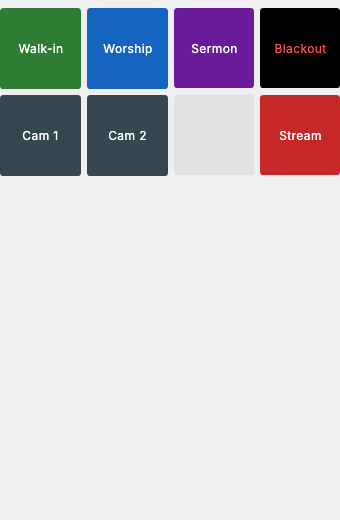 Walk-in
Worship
Sermon
Blackout
Cam 1
Cam 2
Stream